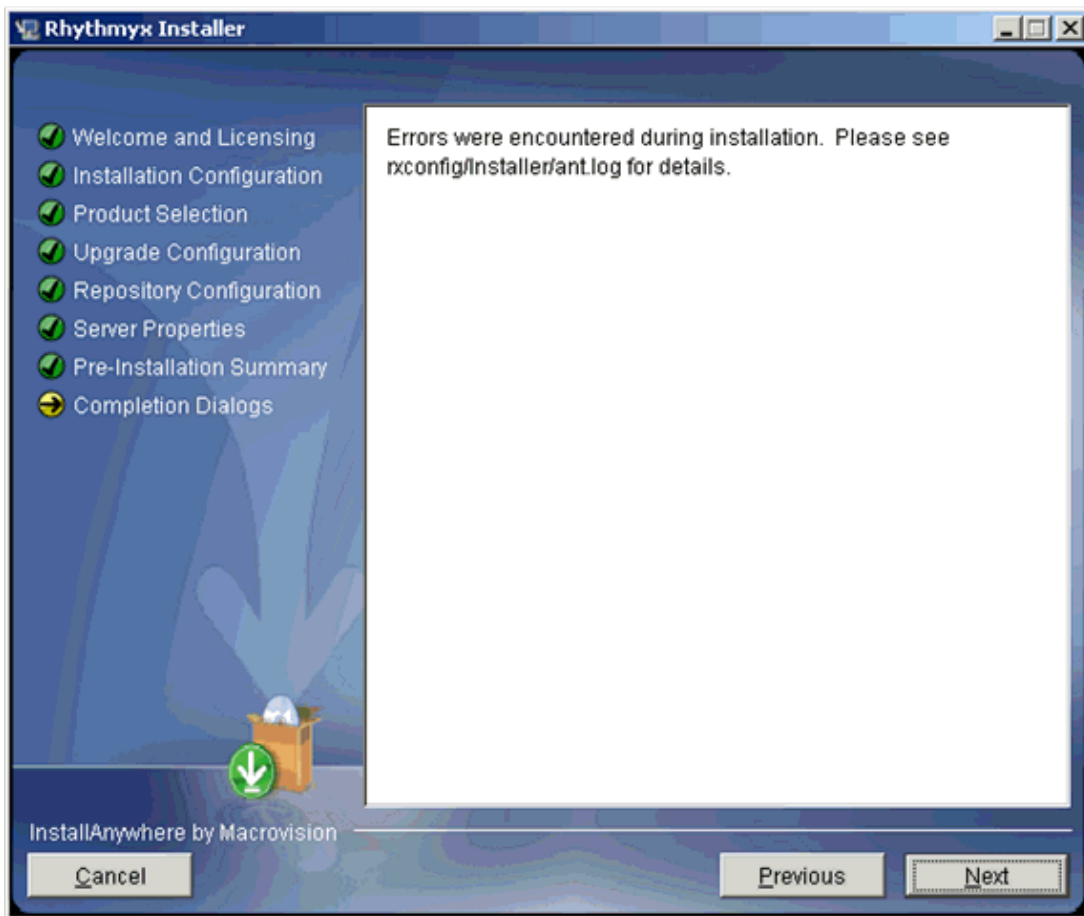 Rhythmyx Installer
Welcome and Licensing
Installation Configuration
Product Selection
Upgrade Configuration
Repository Configuration
Server Properties
Pre-Installation Summary
Completion Dialogs
Errors were encountered during installation. Please see
rxconfig/Installer/ant.log for details.
InstallAnywhere by Macrovision
Cancel
Previous
Next